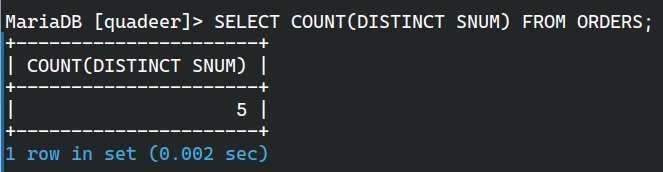 MariaDB [quadeer]> SELECT COUNT(DISTINCT SNUM) FROM ORDERS;
+----------------------+
| COUNT(DISTINCT SNUM) |
+----------------------+
|                    5 |
+----------------------+
1 row in set (0.002 sec)